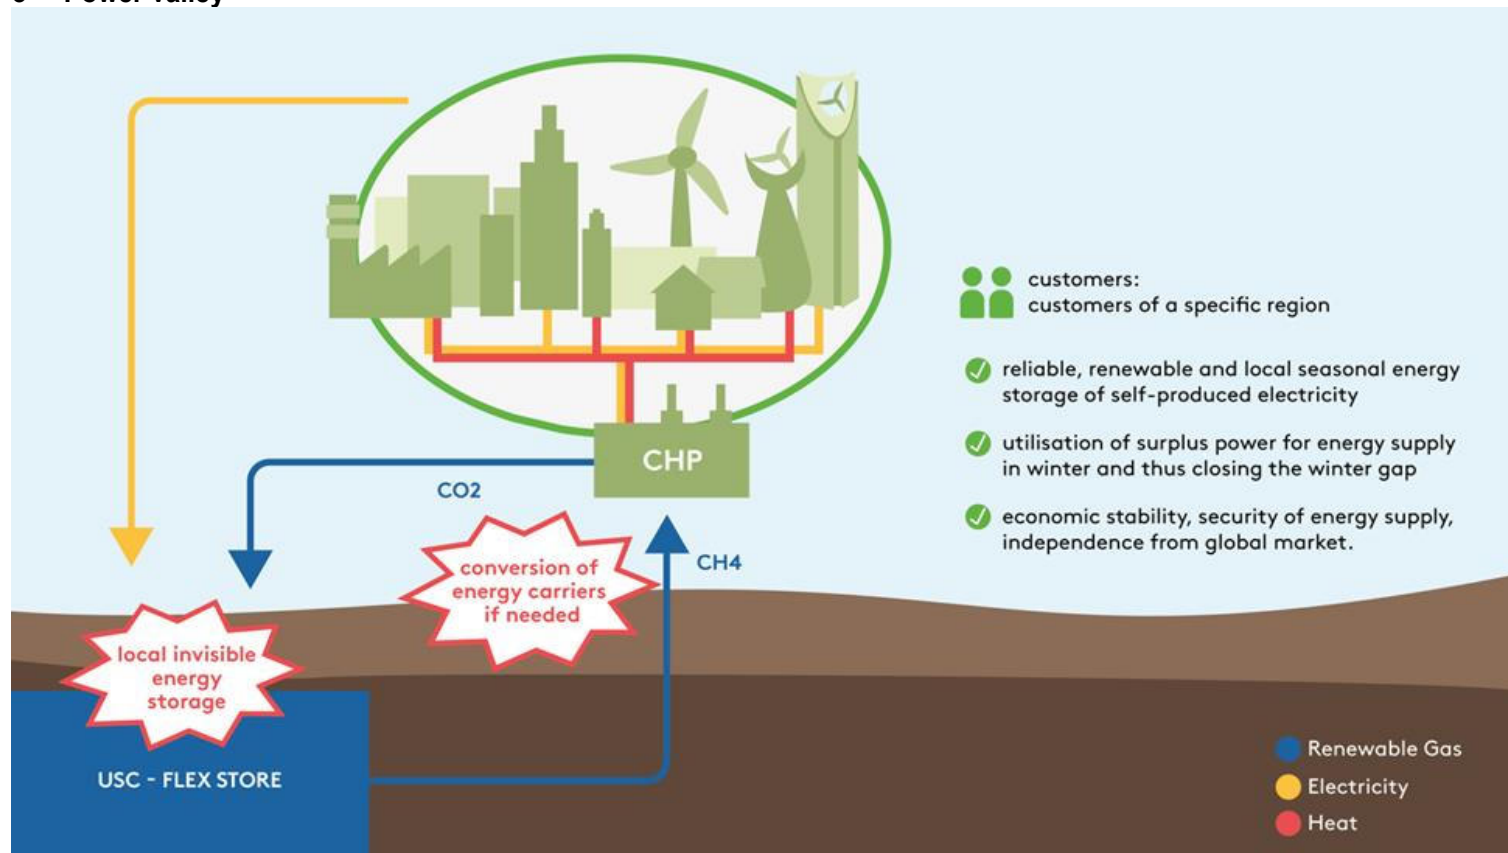 CHP
CO2
CH4
conversion of
energy carriers
if needed
local invisible
energy
storage
USC - FLEX STORE
customers:
customers of a specific region
reliable, renewable and local seasonal energy
storage of self-produced electricity
utilisation of surplus power for energy supply
in winter and thus closing the winter gap
economic stability, security of energy supply,
independence from global market.
Renewable Gas
Electricity
Heat